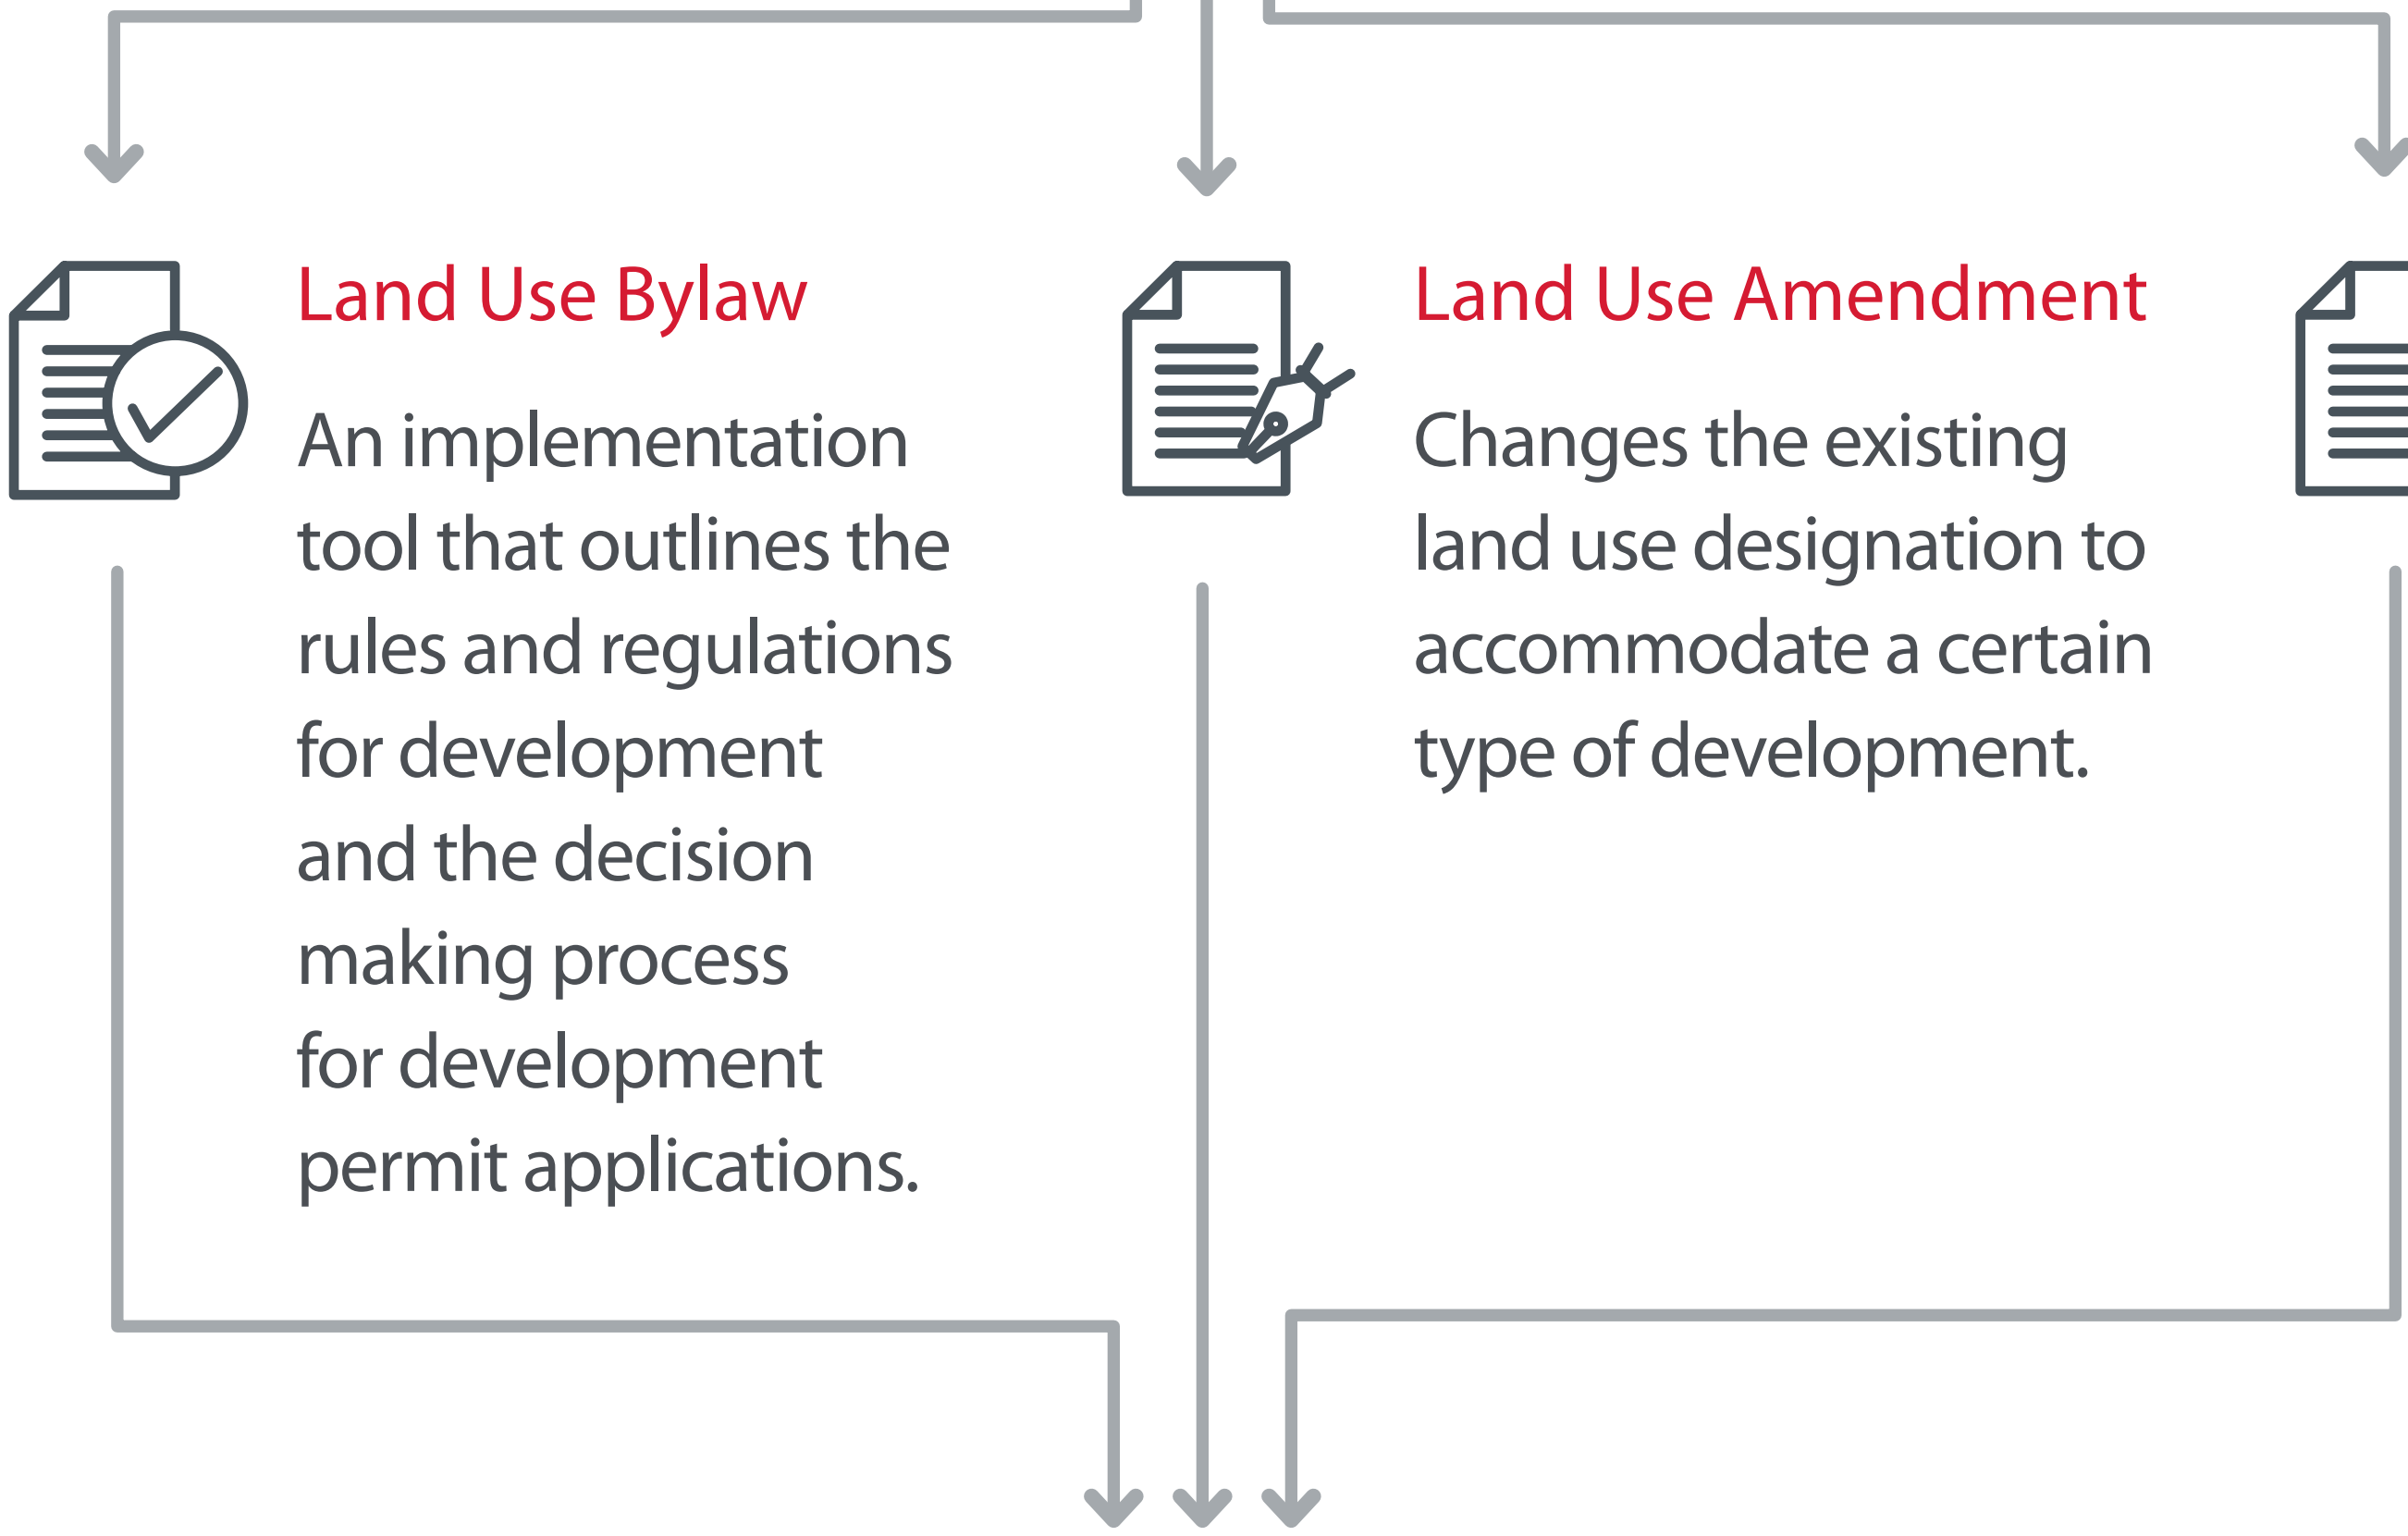 Land Use Bylaw
An implementation
tool that outlines the
rules and regulations
for development
and the decision
making process
for development
permit applications.
Land Use Amendment
Changes the existing
land use designation to
accommodate a certain
type of development.